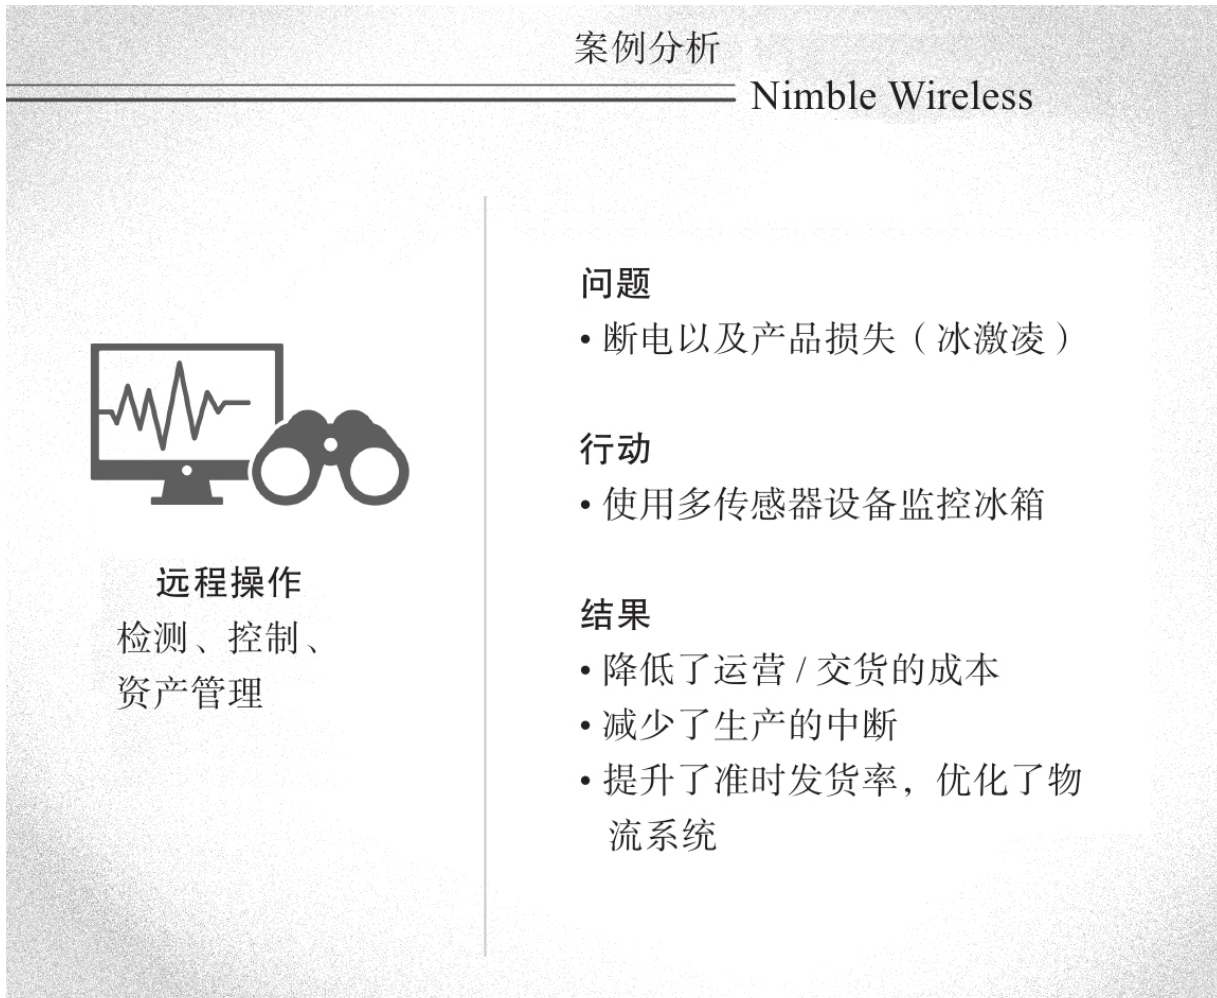 案例分析
Nimble Wireless
远程操作
检测、控制、
资产管理
问题
• 断电以及产品损失（冰激凌）
行动
• 使用多传感器设备监控冰箱
结果
• 降低了运营 / 交货的成本
• 减少了生产的中断
• 提升了准时发货率，优化了物
流系统